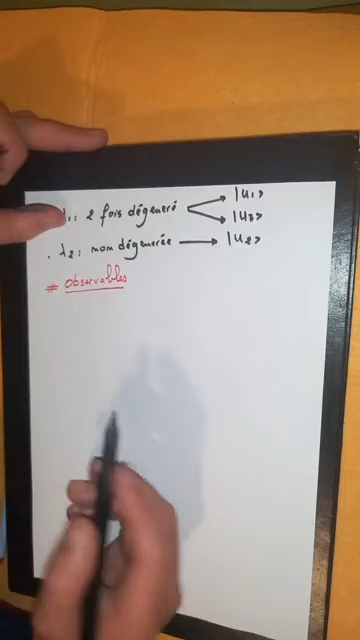 λ₁: 2 fois dégeneré |u₁>
|u₃>
. λ₂: non dégenerée → |u₂>
# observables